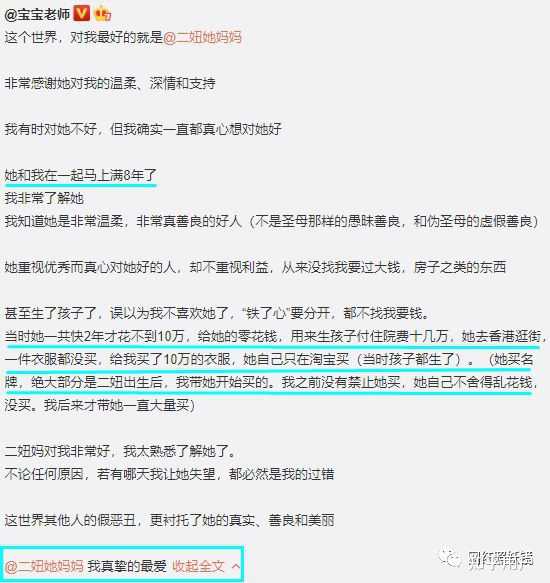 @宝宝老师
这个世界，对我最好的就是@二妞她妈妈
非常感谢她对我的温柔、深情和支持
我有时对她不好，但我确实一直都真心想对她好
她和我在一起马上满8年了
我非常了解她
我知道她是非常温柔，非常真善良的好人（不是圣母那样的愚昧善良，和伪圣母的虚假善良）
她重视优秀而真心对她好的人，却不重视利益，从来没找我要过大钱，房子之类的东西
甚至生了孩子了，误以为我不喜欢她了，“铁了心”要分开，都不找我要钱。
当时她一共快2年才花不到10万，给她的零花钱，用来生孩子付住院费十几万，她去香港逛街，
一件衣服都没买，给我买了10万的衣服，她自己只在淘宝买（当时孩子都生了）。（她买名
牌，绝大部分是二妞出生后，我带她开始买的。我之前没有禁止她买，她自己不舍得乱花钱，
没买。我后来才带她一直大量买）
二妞妈对我非常好，我太熟悉了解她了。
不论任何原因，若有哪天我让她失望，都必然是我的过错
这世界其他人的假恶丑，更衬托了她的真实、善良和美丽
@二妞她妈妈 我真挚的最爱 收起全文